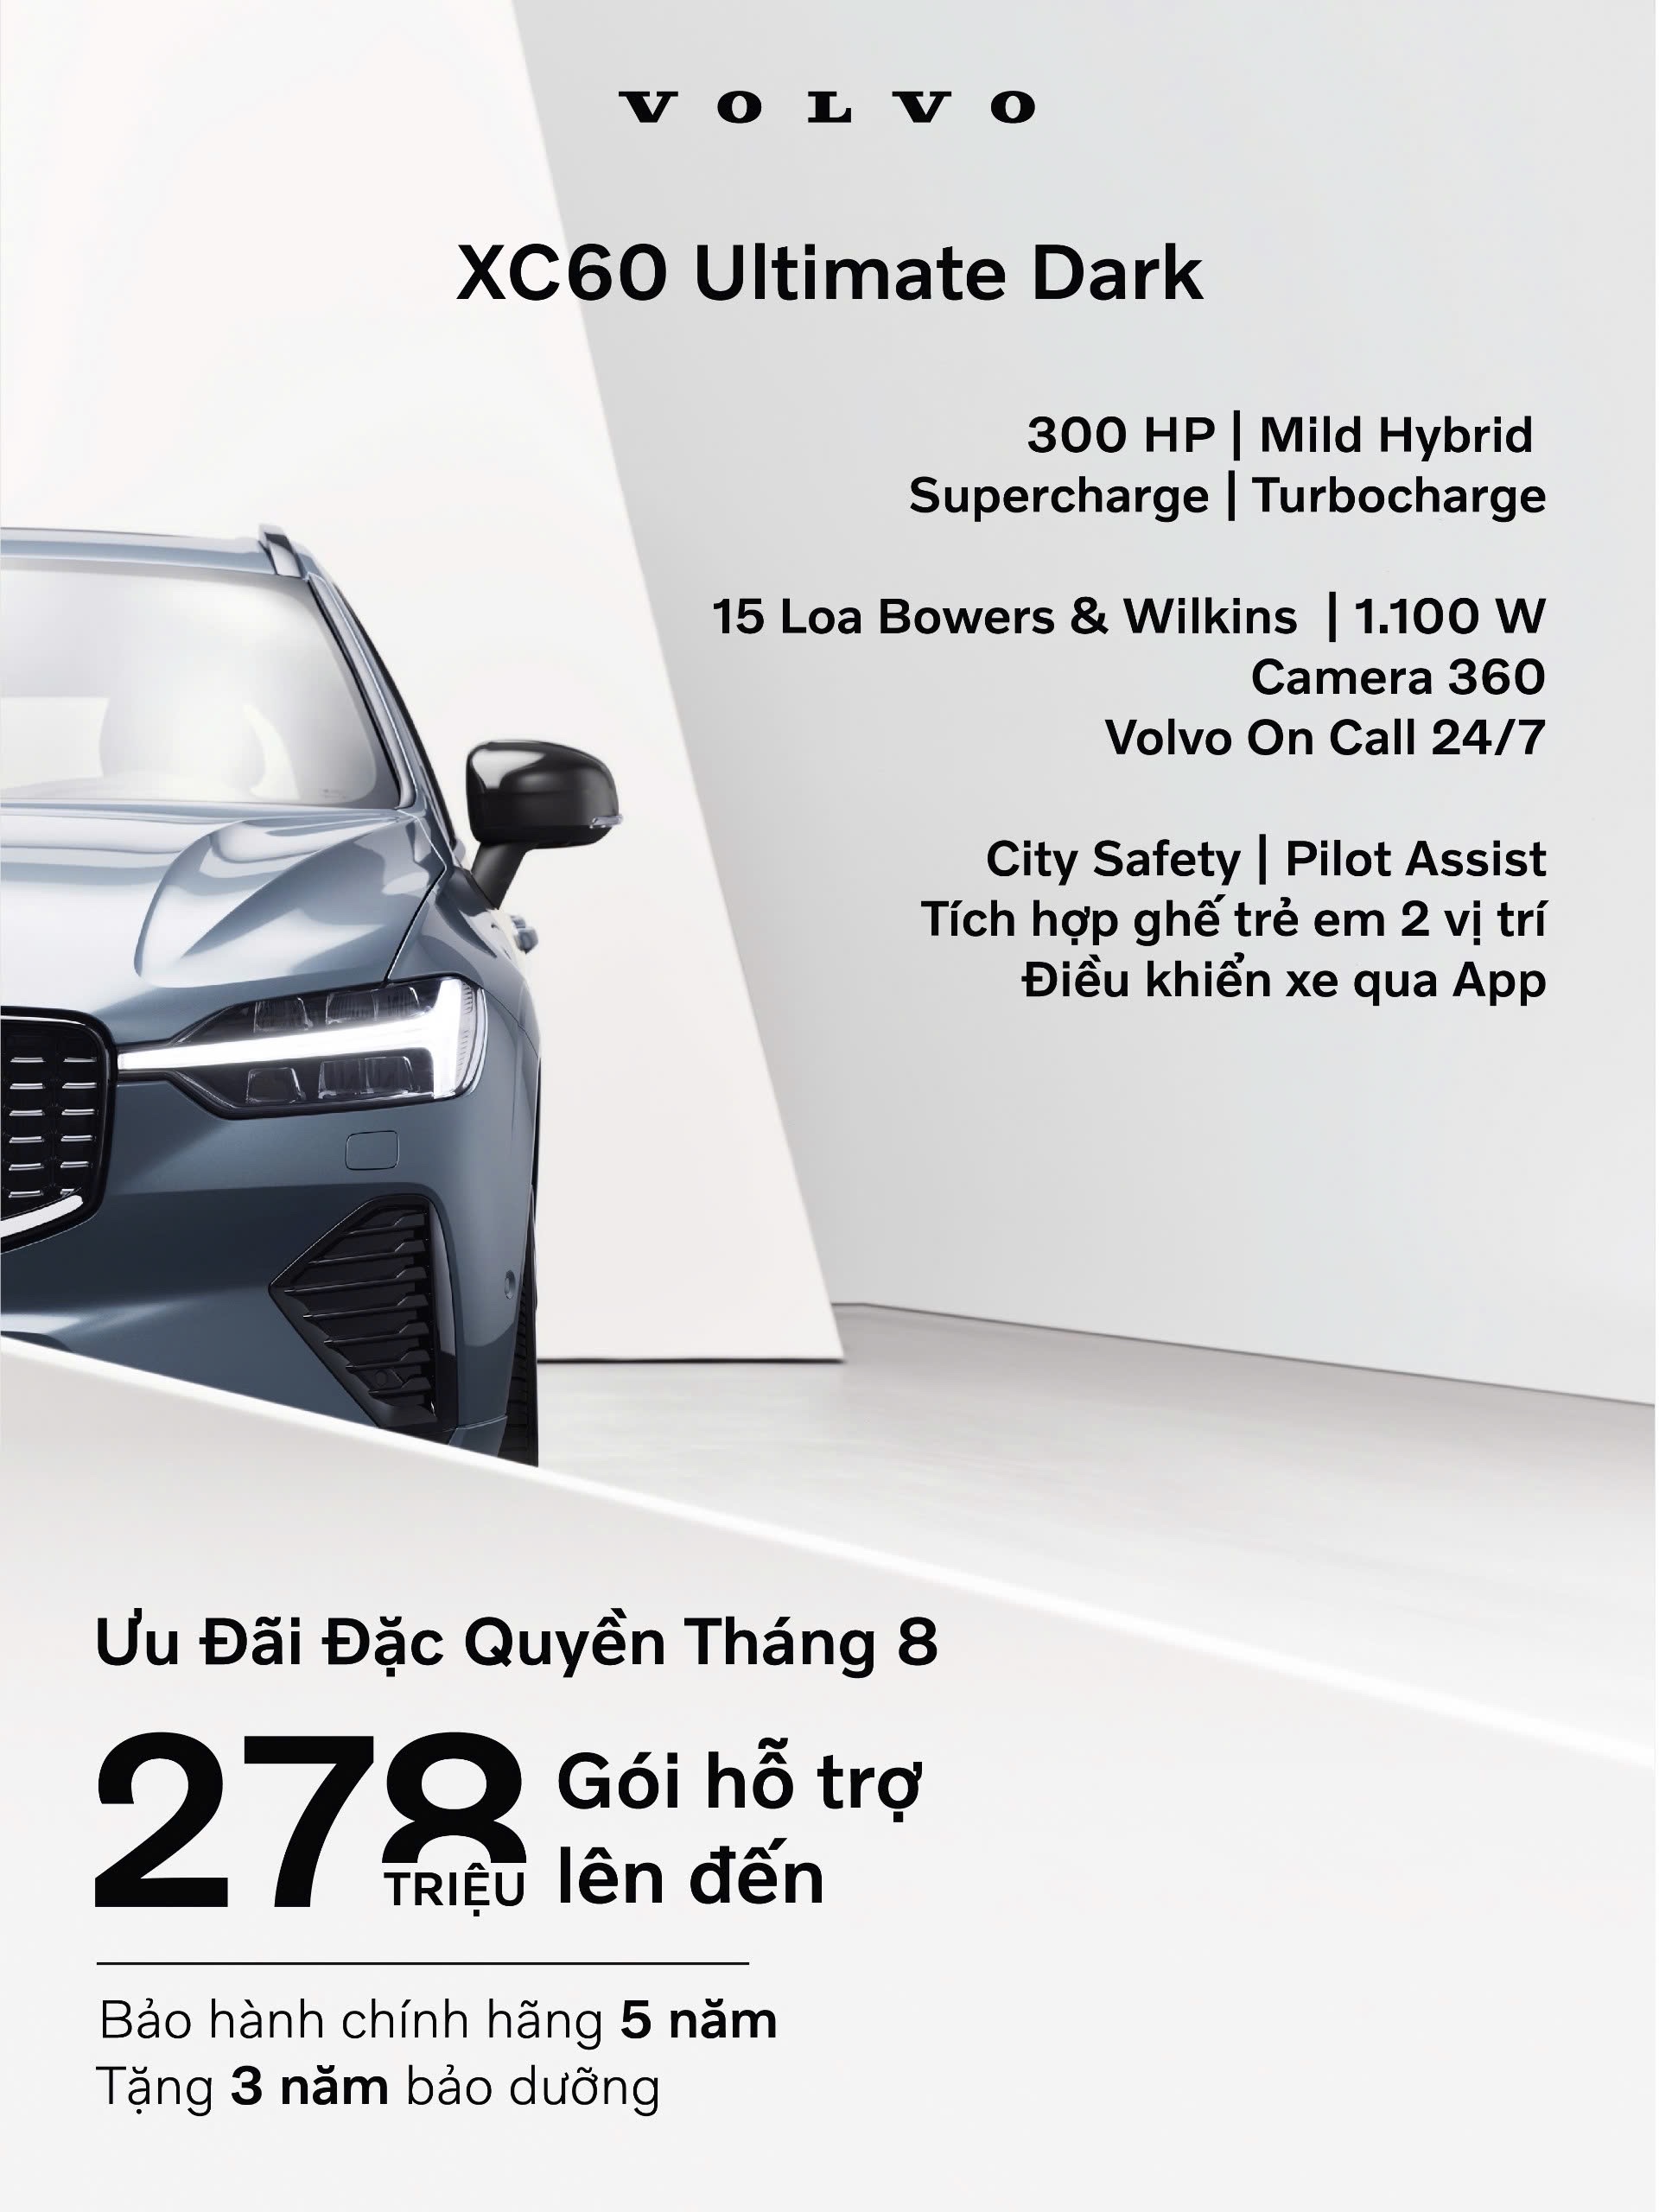 VOLVO
XC60 Ultimate Dark
300 HP | Mild Hybrid
Supercharge | Turbocharge
15 Loa Bowers & Wilkins | 1.100 W
Camera 360
Volvo On Call 24/7
City Safety | Pilot Assist
Tích hợp ghế trẻ em 2 vị trí
Điều khiển xe qua App
Ưu Đãi Đặc Quyền Tháng 8
Gói hỗ trợ
lên đến
278
TRIỆU
Bảo hành chính hãng 5 năm
Tặng 3 năm bảo dưỡng